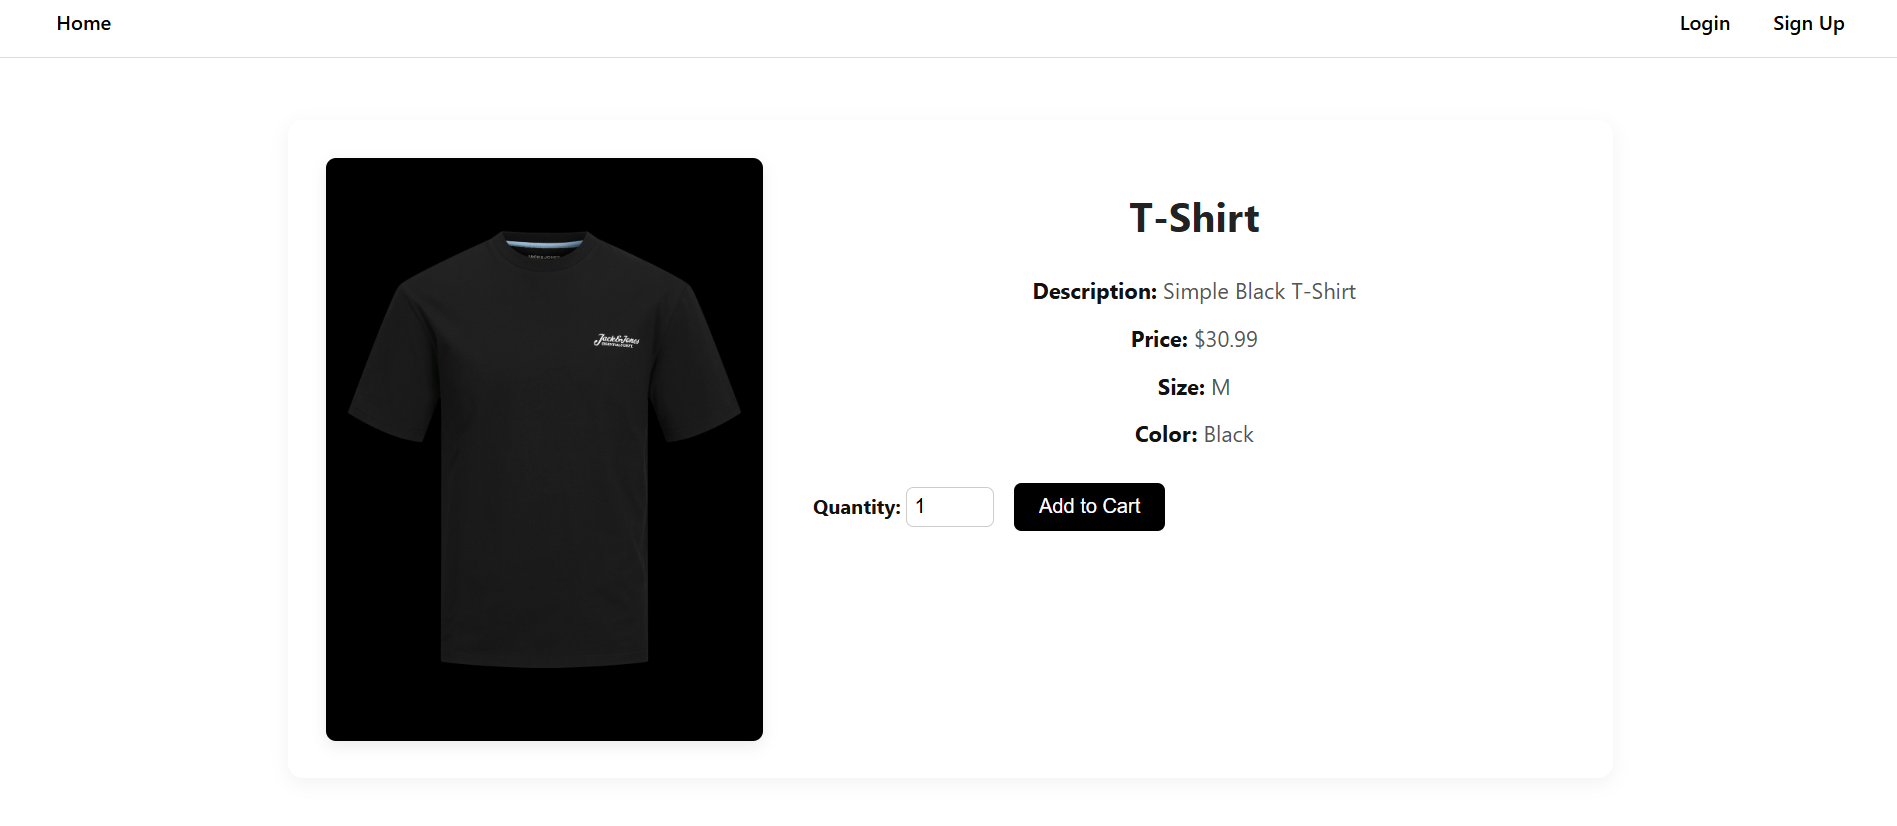 Home
Login
Sign Up
Jack&Jones
T-Shirt
Description: Simple Black T-Shirt
Price: $30.99
Size: M
Color: Black
Quantity: 1
Add to Cart